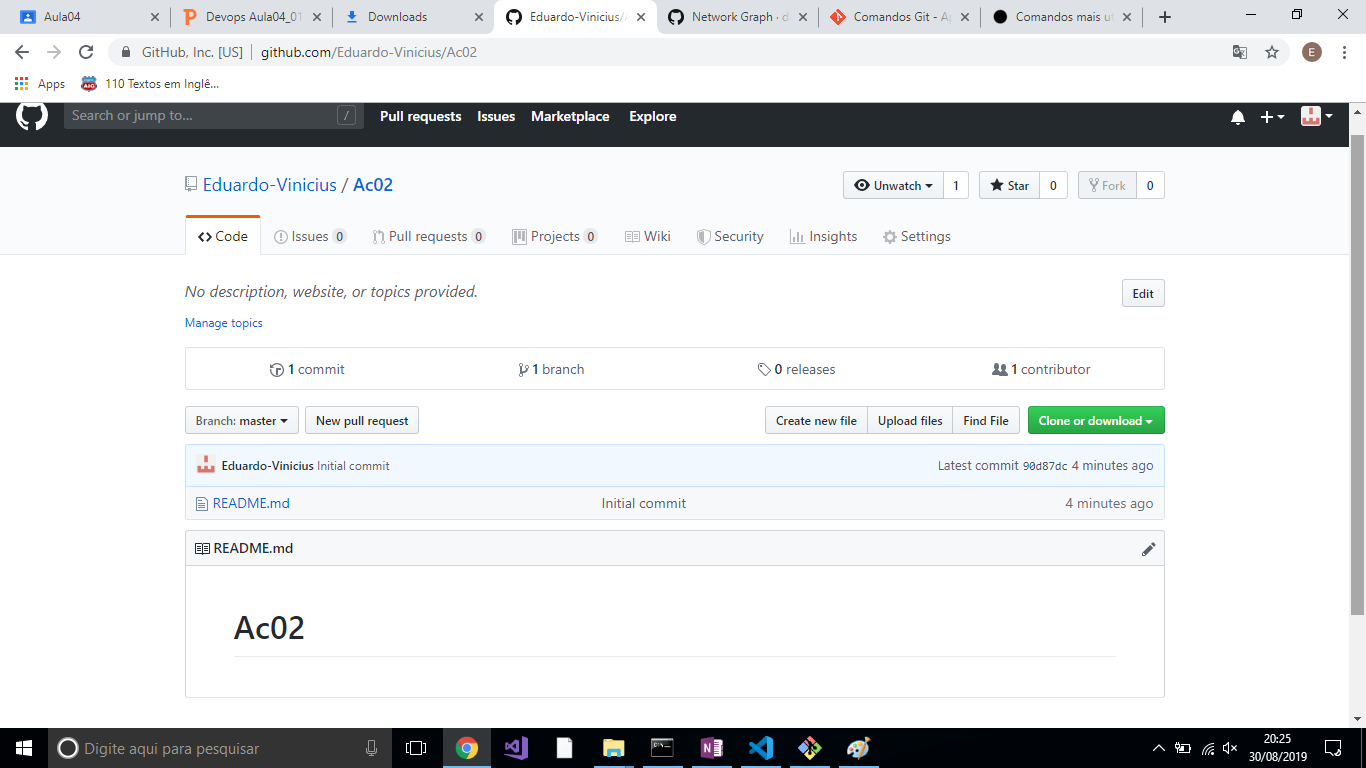 Aula04
Devops Aula04_01
Downloads
Eduardo-Vinicius/
Network Graph · d
Comandos Git - Ap
Comandos mais ut
GitHub, Inc. [US] | github.com/Eduardo-Vinicius/Ac02
E
Apps
110 Textos em Inglê...
Search or jump to... /
Pull requests Issues Marketplace Explore
Eduardo-Vinicius / Ac02
Unwatch 1 Star 0 Fork 0
Code Issues 0 Pull requests 0 Projects 0 Wiki Security Insights Settings
No description, website, or topics provided.
Edit
Manage topics
1 commit 1 branch 0 releases 1 contributor
Branch: master New pull request Create new file Upload files Find File Clone or download
Eduardo-Vinicius Initial commit Latest commit 90d87dc 4 minutes ago
README.md Initial commit 4 minutes ago
README.md
Ac02
Digite aqui para pesquisar
20:25
30/08/2019